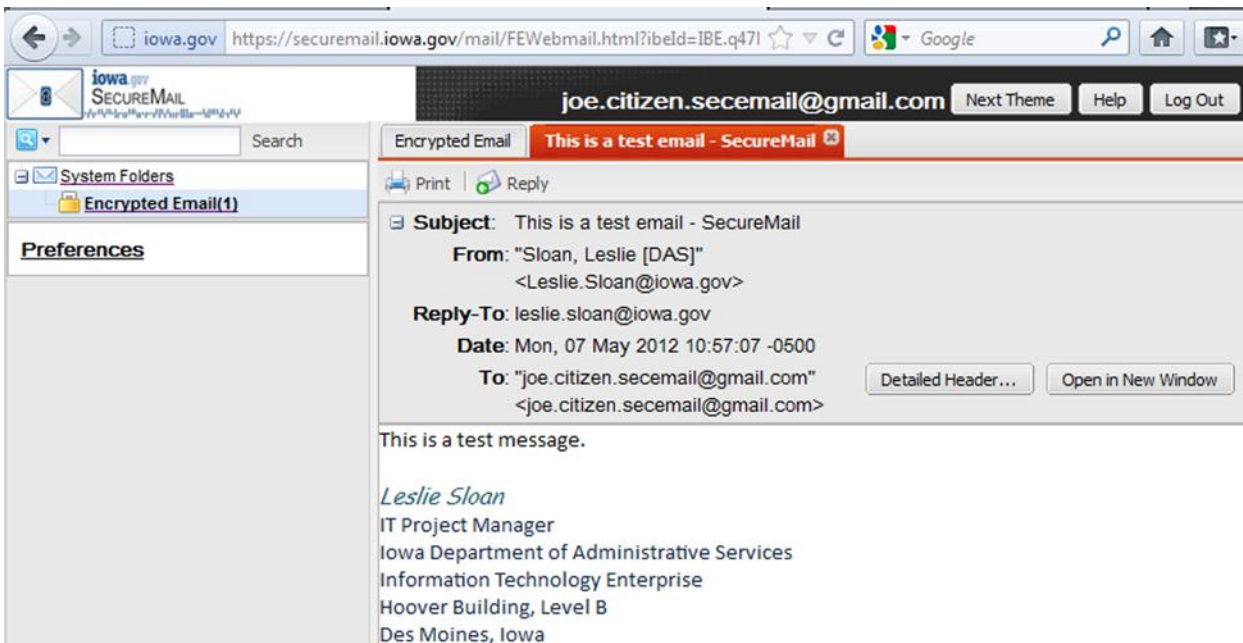 iowa.gov https://securemail.iowa.gov/mail/FEWebmail.html?ibeId=IBE.q47l Google
iowa.gov
SECUREMAIL
joe.citizen.secemail@gmail.com Next Theme Help Log Out
Search
System Folders
Encrypted Email(1)
Preferences
Encrypted Email This is a test email - SecureMail
Print Reply
Subject: This is a test email - SecureMail
From: "Sloan, Leslie [DAS]"
<Leslie.Sloan@iowa.gov>
Reply-To: leslie.sloan@iowa.gov
Date: Mon, 07 May 2012 10:57:07 -0500
To: "joe.citizen.secemail@gmail.com" Detailed Header... Open in New Window
<joe.citizen.secemail@gmail.com>
This is a test message.
Leslie Sloan
IT Project Manager
Iowa Department of Administrative Services
Information Technology Enterprise
Hoover Building, Level B
Des Moines, Iowa